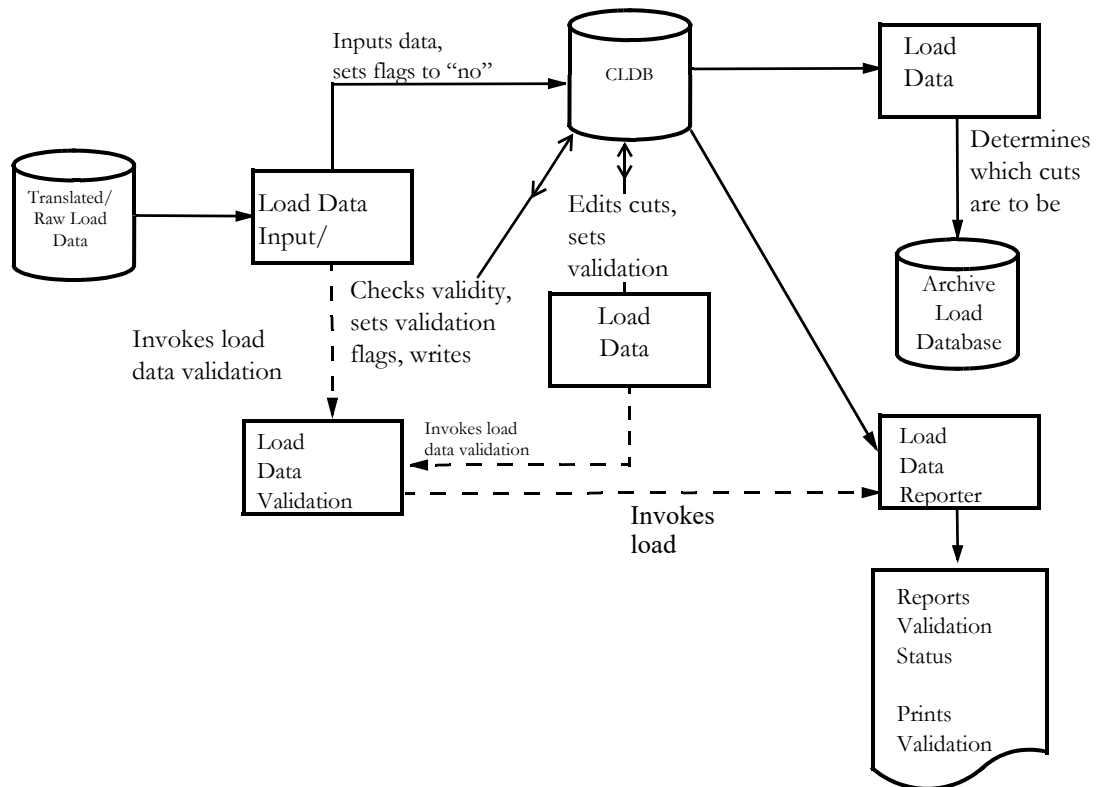 Inputs data,
sets flags to “no”
CLDB
Load
Data
Determines
which cuts
are to be
Translated/
Raw Load
Data
Load Data
Input/
Edits cuts,
sets
validation
Checks validity,
sets validation
flags, writes
Archive
Load
Database
Invokes load
data validation
Load
Data
Load
Data
Validation
Invokes load
data validation
Load
Data
Reporter
Invokes
load
Reports
Validation
Status
Prints
Validation